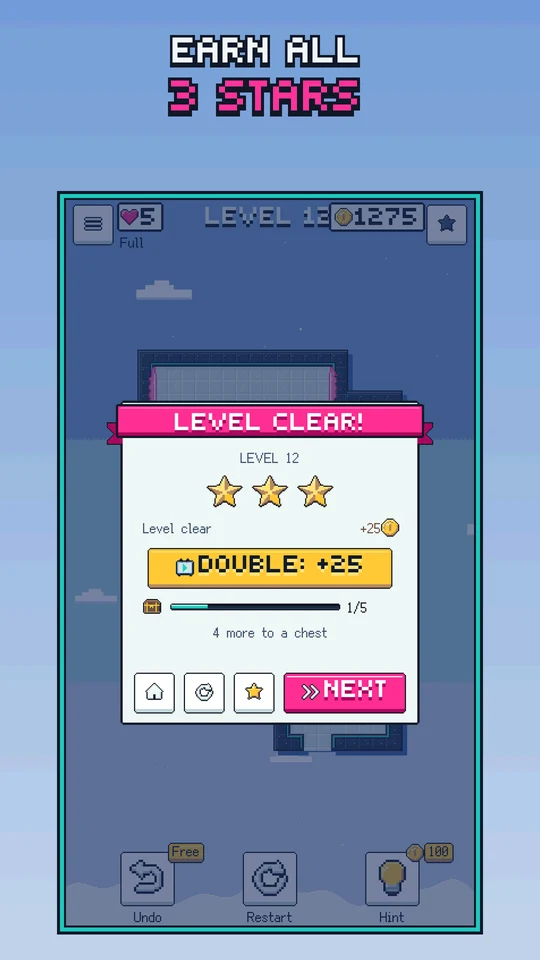 EARN ALL
3 STARS
5
LEVEL 12
1275
Full
LEVEL CLEAR!
LEVEL 12
Level clear
+25
DOUBLE: +25
1/5
4 more to a chest
NEXT
Free
100
Undo
Restart
Hint